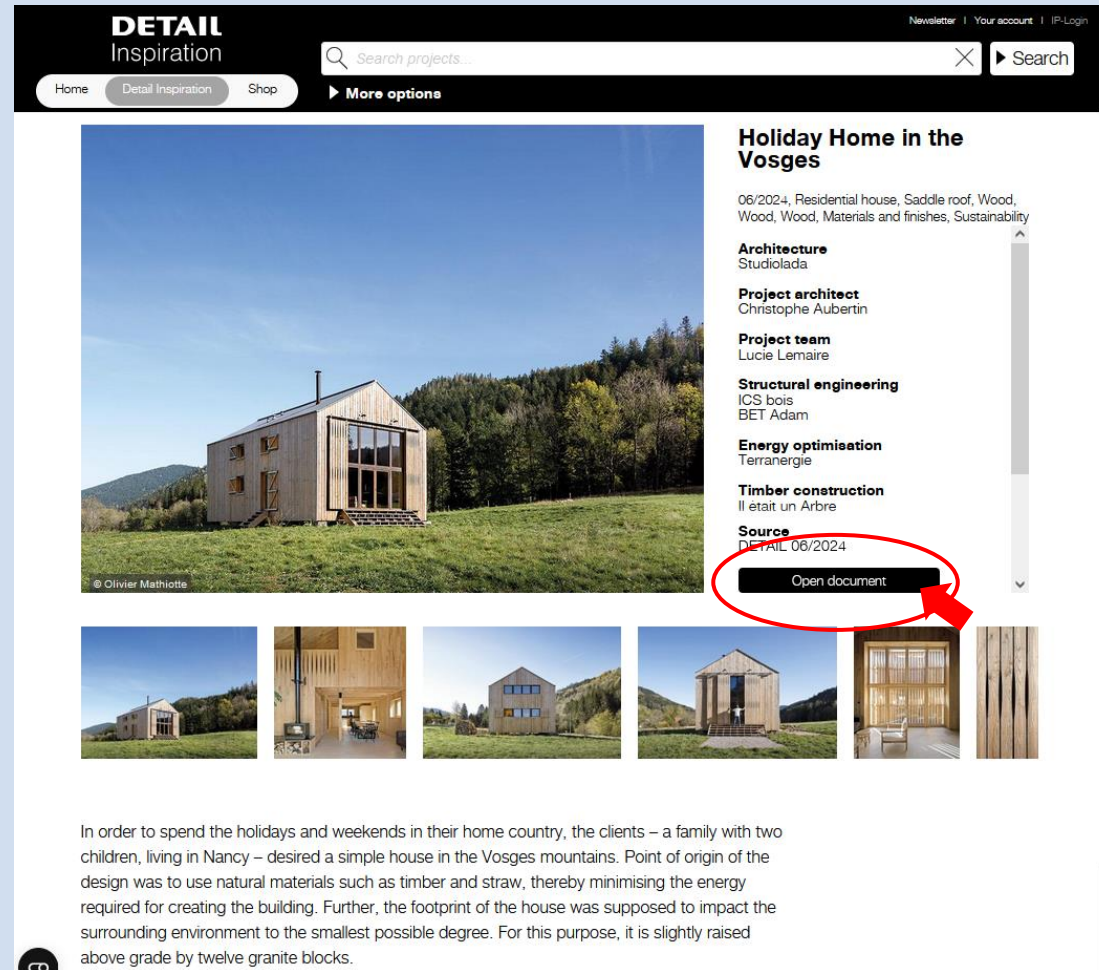 DETAIL
Inspiration
Newsletter I Your account I IP-Login
Search projects...
Search
Home Detail Inspiration Shop
More options
Holiday Home in the
Vosges
06/2024, Residential house, Saddle roof, Wood,
Wood, Wood, Materials and finishes, Sustainability
Architecture
Studiolada
Project architect
Christophe Aubertin
Project team
Lucie Lemaire
Structural engineering
ICS bois
BET Adam
Energy optimisation
Terranergie
Timber construction
Il était un Arbre
Source
DETAIL 06/2024
Open document
© Olivier Mathiotte
In order to spend the holidays and weekends in their home country, the clients – a family with two
children, living in Nancy – desired a simple house in the Vosges mountains. Point of origin of the
design was to use natural materials such as timber and straw, thereby minimising the energy
required for creating the building. Further, the footprint of the house was supposed to impact the
surrounding environment to the smallest possible degree. For this purpose, it is slightly raised
above grade by twelve granite blocks.